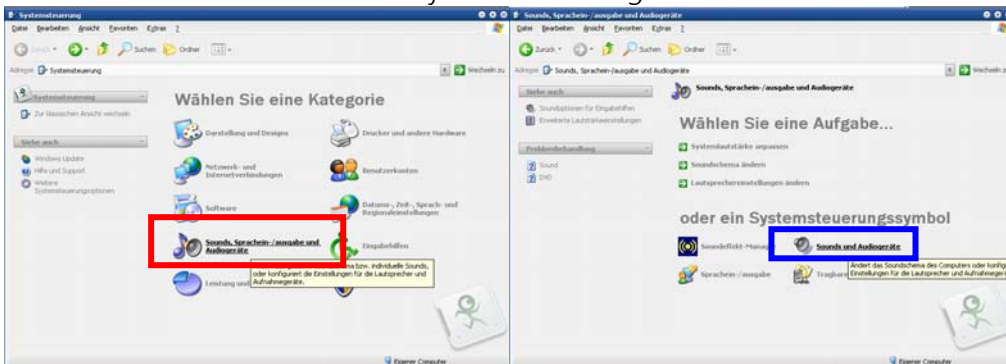 Systemsteuerung
Datei Bearbeiten Ansicht Favoriten Extras ?
Zurück Suchen Ordner
Adresse Systemsteuerung Wechseln zu
Systemsteuerung
Zur klassischen Ansicht wechseln
Siehe auch
Windows Update
Hilfe und Support
Weitere
Systemsteuerungsoptionen
Wählen Sie eine Kategorie
Darstellung und Designs
Drucker und andere Hardware
Netzwerk- und
Internetverbindungen
Benutzerkonten
Software
Datums-, Zeit-, Sprach- und
Regionaleinstellungen
Sounds, Sprachein-/ausgabe und
Audiogeräte
Eingabehilfen
bzw. individuelle Sounds,
oder konfiguriert die Einstellungen für die Lautsprecher und
Aufnahmegeräte.
Leistung und
Eigener Computer
Sounds, Sprachein-/ausgabe und Audiogeräte
Datei Bearbeiten Ansicht Favoriten Extras ?
Zurück Suchen Ordner
Adresse Sounds, Sprachein-/ausgabe und Audiogeräte Wechseln zu
Siehe auch
Soundoptionen für Eingabehilfen
Erweiterte Lautstärkeeinstellungen
Problembehandlung
Sound
DVD
Sounds, Sprachein-/ausgabe und Audiogeräte
Wählen Sie eine Aufgabe...
Systemlautstärke anpassen
Soundschema ändern
Lautsprechereinstellungen ändern
oder ein Systemsteuerungssymbol
Soundeffekt-Manager
Sounds und Audiogeräte
Sprachein-/ausgabe
Tragbare
Ändert das Soundschema des Computers oder konfig
Einstellungen für die Lautsprecher und Aufnahmeger
Eigener Computer